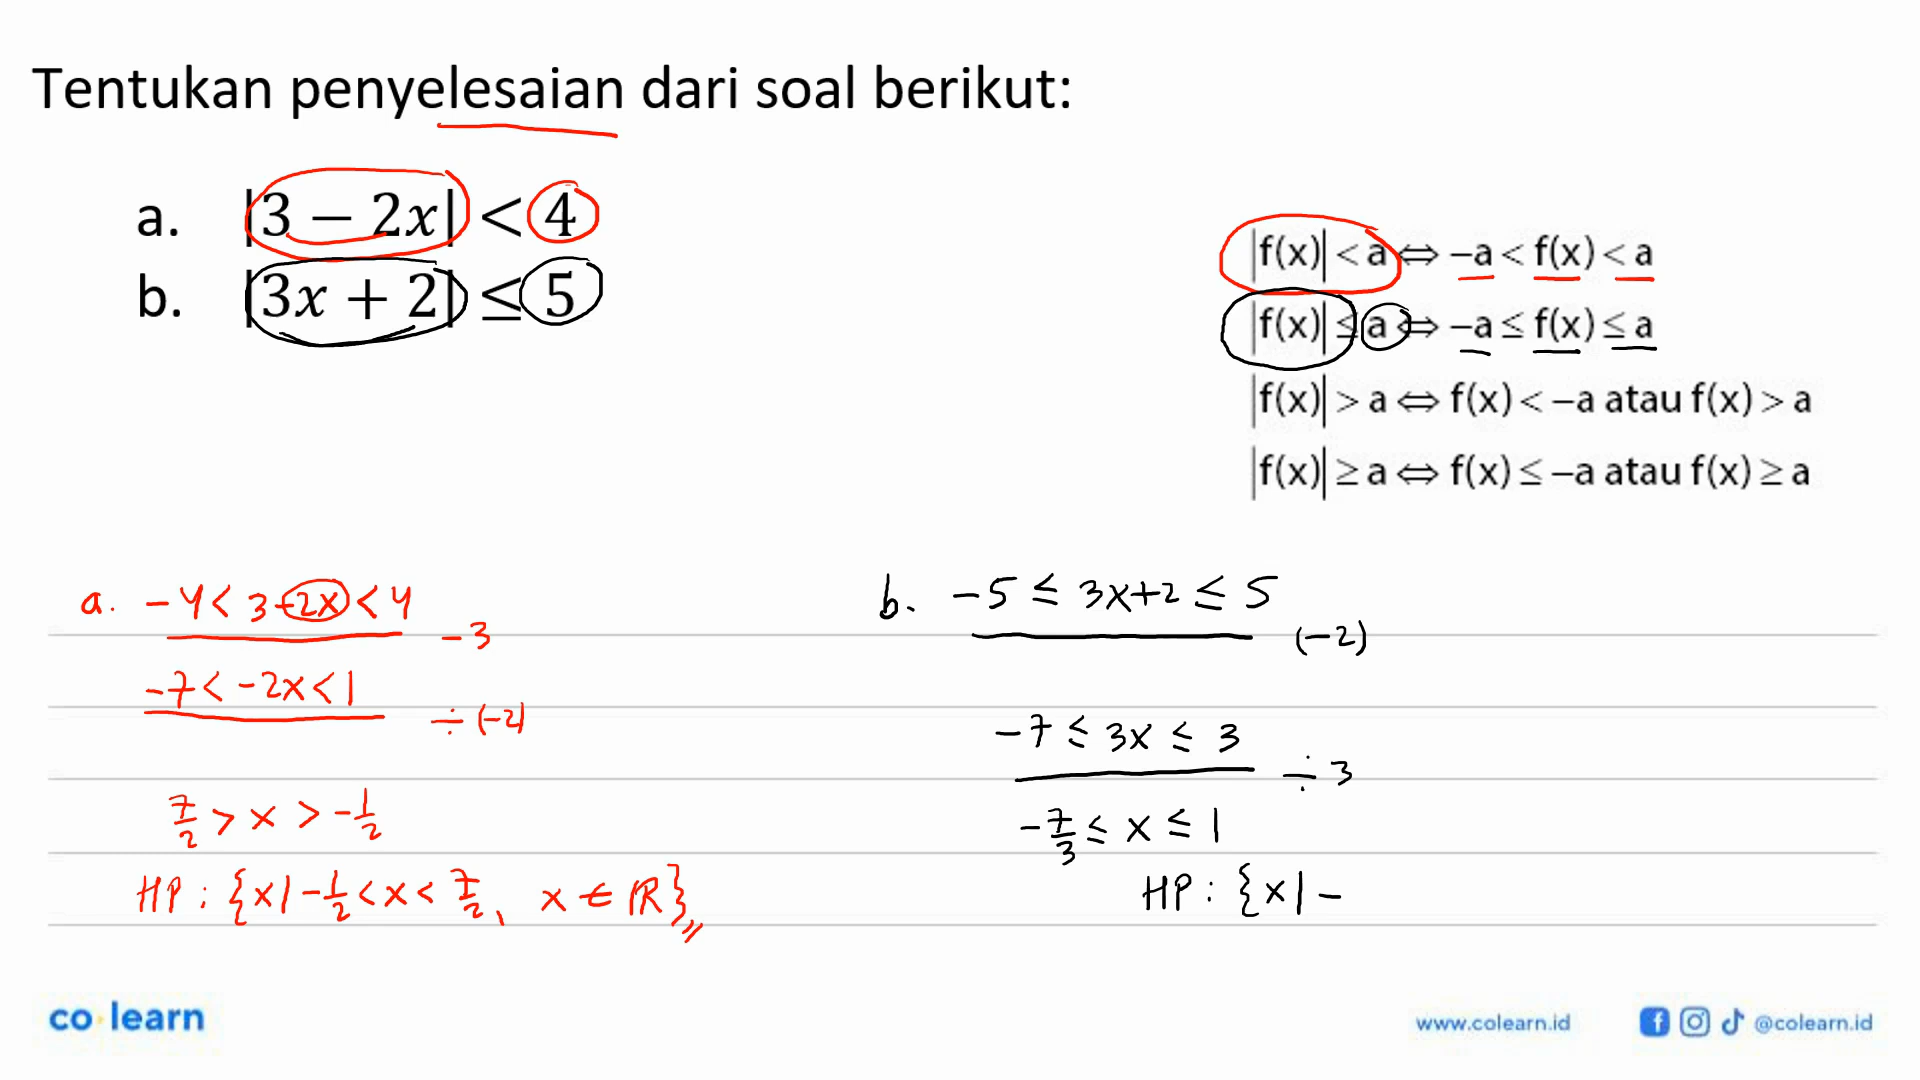 Tentukan penyelesaian dari soal berikut:
a. |3 − 2x| < 4
b. |3x + 2| ≤ 5
|f(x)| < a ⇔ −a < f(x) < a
|f(x)| ≤ a ⇔ −a ≤ f(x) ≤ a
|f(x)| > a ⇔ f(x) < −a atau f(x) > a
|f(x)| ≥ a ⇔ f(x) ≤ −a atau f(x) ≥ a
a. −4 < 3−2x < 4
−3
−7 < −2x < 1
÷ (−2)
7/2 > x > −1/2
HP : {x| −1/2 < x < 7/2, x ∈ R}
b. −5 ≤ 3x+2 ≤ 5
(−2)
−7 ≤ 3x ≤ 3
÷ 3
−7/3 ≤ x ≤ 1
HP : {x| −
co learn
www.colearn.id
@colearn.id